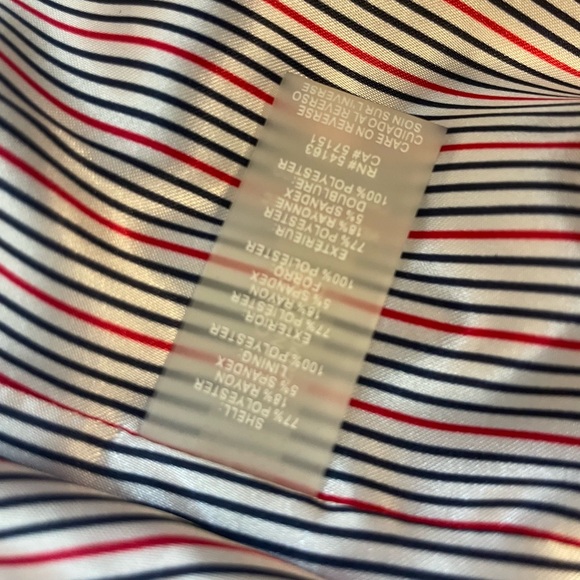 SHELL:
77% POLYESTER
18% RAYON
5% SPANDEX
LINING
100% POLYESTER
EXTERIOR
77% POLYESTER
18% RAYON
5% SPANDEX
FORRO
100% POLIESTER
EXTERIEUR
77% POLYESTER
18% RAYONNE
5% SPANDEX
DOUBLURE:
100% POLYESTER
RN# 54163
CA# 57151
CARE ON REVERSE
CUIDADO AL REVERSO
SOIN SUR L'INVERSE